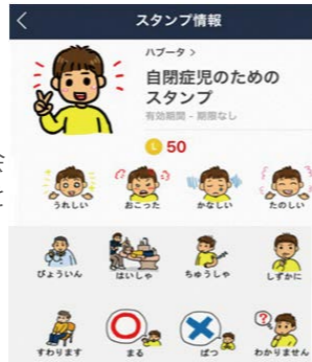 スタンプ情報
ハブータ >
自閉症児のための
スタンプ
有効期間 - 期限なし
50
うれしい おこった かなしい たのしい
びょういん はいしゃ ちゅうしゃ しずかに
すわります まる ばつ わかりません